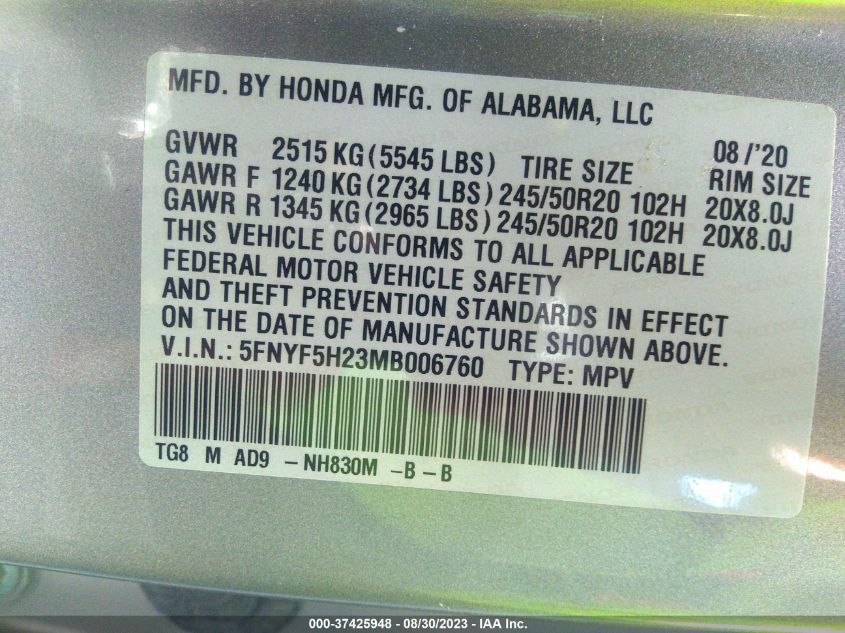 MFD. BY HONDA MFG. OF ALABAMA, LLC
08/'20
GVWR 2515 KG (5545 LBS) TIRE SIZE RIM SIZE
GAWR F 1240 KG (2734 LBS) 245/50R20 102H 20X8.0J
GAWR R 1345 KG (2965 LBS) 245/50R20 102H 20X8.0J
THIS VEHICLE CONFORMS TO ALL APPLICABLE
FEDERAL MOTOR VEHICLE SAFETY
AND THEFT PREVENTION STANDARDS IN EFFECT
ON THE DATE OF MANUFACTURE SHOWN ABOVE.
V.I.N.: 5FNYF5H23MB006760 TYPE: MPV
TG8 M AD9 -NH830M -B-B
000-37425948 - 08/30/2023 - IAA Inc.